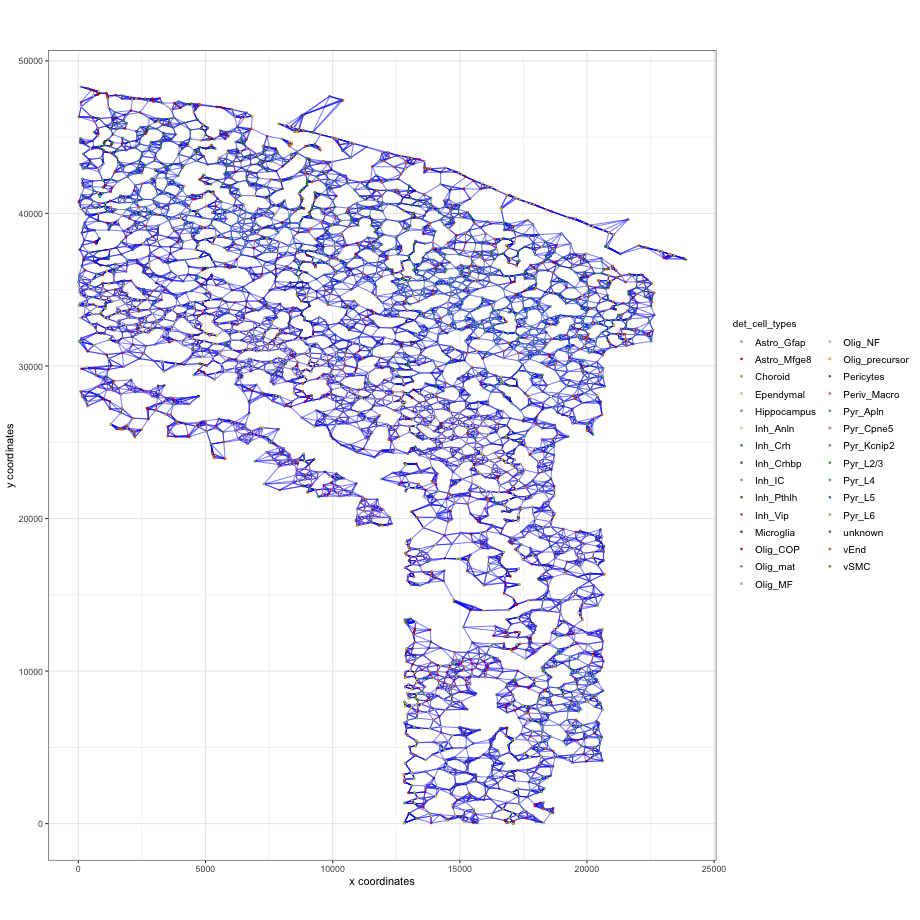 50000
40000
30000
20000
10000
0
y coordinates
0
5000
10000
15000
20000
25000
x coordinates
det_cell_types
Astro_Gfap
Astro_Mfge8
Choroid
Ependymal
Hippocampus
Inh_Anln
Inh_Crh
Inh_Crhbp
Inh_IC
Inh_Pthlh
Inh_Vip
Microglia
Olig_COP
Olig_mat
Olig_MF
Olig_NF
Olig_precursor
Pericytes
Periv_Macro
Pyr_Apln
Pyr_Cpne5
Pyr_Kcnip2
Pyr_L2/3
Pyr_L4
Pyr_L5
Pyr_L6
unknown
vEnd
vSMC